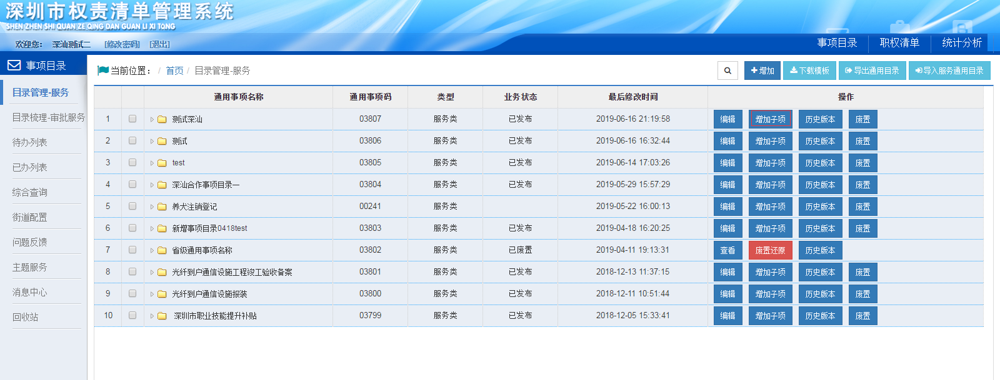 深圳市权责清单管理系统
SHEN ZHEN SHI QUAN ZE QING DAN GUAN LI XI TONG
欢迎您: 深汕测试二 [修改密码] [退出]
事项目录 职权清单 统计分析
事项目录
目录管理-服务
目录梳理-审批服务
待办列表
已办列表
综合查询
街道配置
问题反馈
主题服务
消息中心
回收站
当前位置: / 首页 / 目录管理-服务
增加 下载模板 导出通用目录 导入服务通用目录
通用事项名称 通用事项码 类型 业务状态 最后修改时间 操作
1 测试深汕 03807 服务类 已发布 2019-06-16 21:19:58 编辑 增加子项 历史版本 废置
2 测试 03806 服务类 已发布 2019-06-16 16:32:44 编辑 增加子项 历史版本 废置
3 test 03805 服务类 已发布 2019-06-14 17:03:26 编辑 增加子项 历史版本 废置
4 深汕合作事项目录一 03804 服务类 已发布 2019-05-29 15:57:29 编辑 增加子项 历史版本 废置
5 养犬注销登记 00241 服务类 2019-05-22 16:00:13 编辑 增加子项 历史版本 废置
6 新增事项目录0418test 03803 服务类 已发布 2019-04-18 16:20:25 编辑 增加子项 历史版本 废置
7 省级通用事项名称 03802 服务类 已废置 2019-04-11 19:13:31 查看 废置还原 历史版本
8 光纤到户通信设施工程竣工验收备案 03801 服务类 已发布 2018-12-13 11:37:15 编辑 增加子项 历史版本 废置
9 光纤到户通信设施报装 03800 服务类 已发布 2018-12-11 10:51:44 编辑 增加子项 历史版本 废置
10 深圳市职业技能提升补贴 03799 服务类 已发布 2018-12-05 15:33:41 编辑 增加子项 历史版本 废置